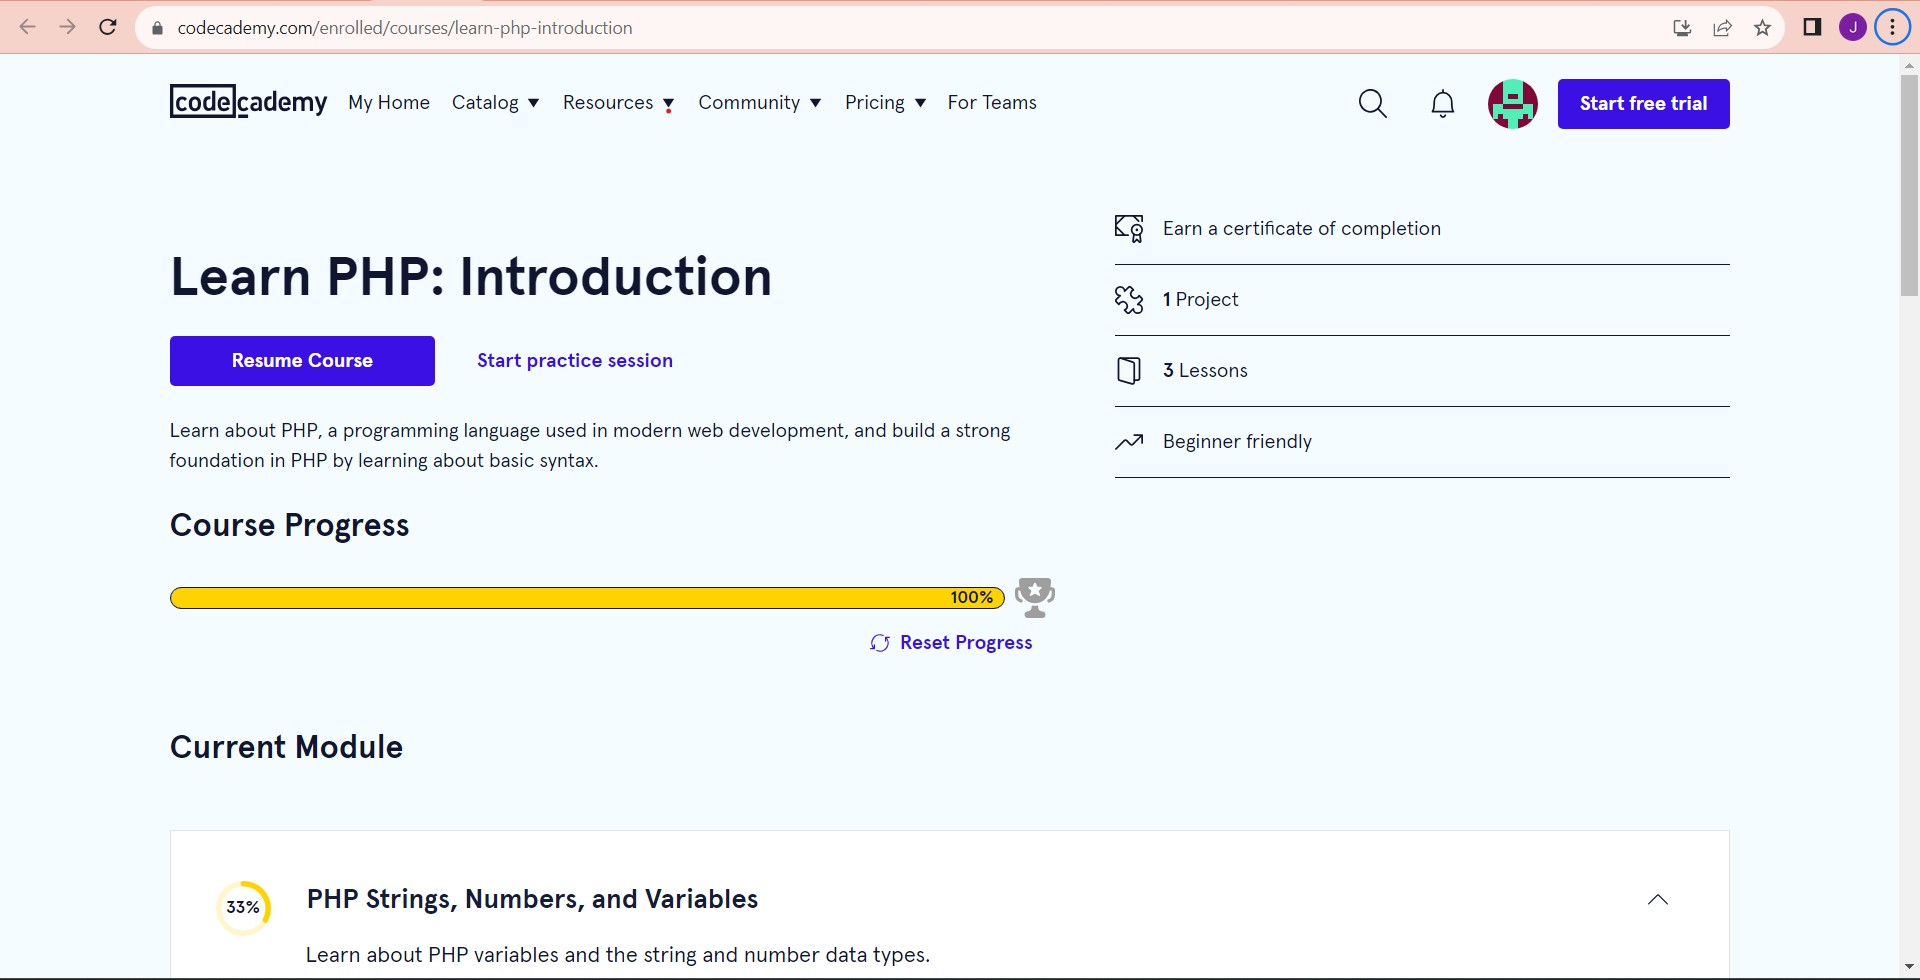 codecademy.com/enrolled/courses/learn-php-introduction
J
codecademy My Home Catalog Resources Community Pricing For Teams Start free trial
Learn PHP: Introduction
Resume Course Start practice session
Learn about PHP, a programming language used in modern web development, and build a strong
foundation in PHP by learning about basic syntax.
Earn a certificate of completion
1 Project
3 Lessons
Beginner friendly
Course Progress
100%
Reset Progress
Current Module
33% PHP Strings, Numbers, and Variables
Learn about PHP variables and the string and number data types.